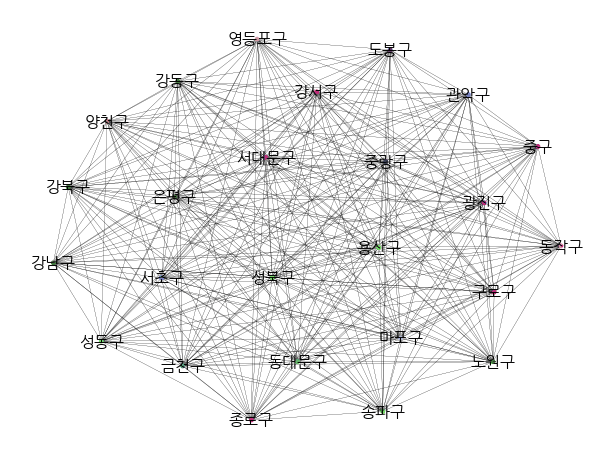 영등포구
도봉구
강동구
강서구
관악구
양천구
중구
서대문구
중랑구
강북구
은평구
광진구
용산구
동작구
강남구
서초구
성북구
구로구
성동구
마포구
금천구
동대문구
노원구
종로구
송파구